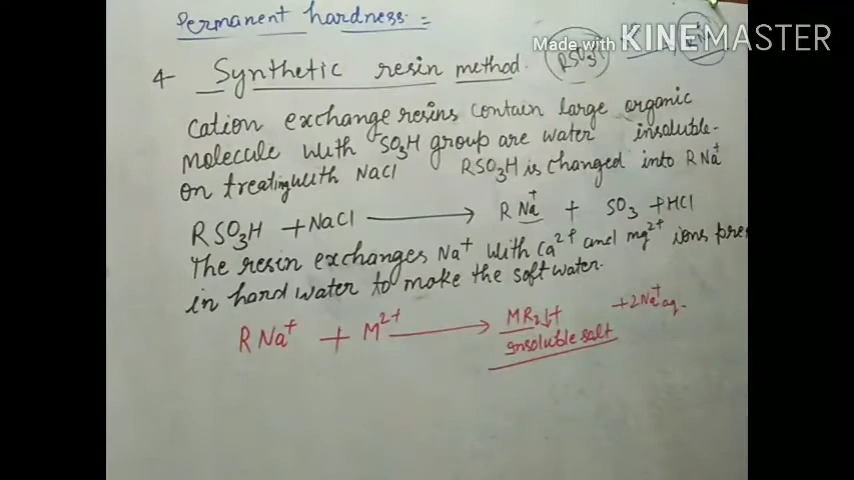 Permanent hardness =
Made with KINEMASTER
RSO3H
4- Synthetic resin method.
Cation exchange resins contain large organic
molecule with SO3H group are water insoluble-
on treating with NaCl RSO3H is changed into RNa+
RSO3H + NaCl → R Na+ + SO3 + HCl
The resin exchanges Na+ with Ca2+ and mg2+ ions pre
in hard water to make the soft water.
RNa+ + M2+ → MR2↓+ +2Na+aq.
insoluble salt